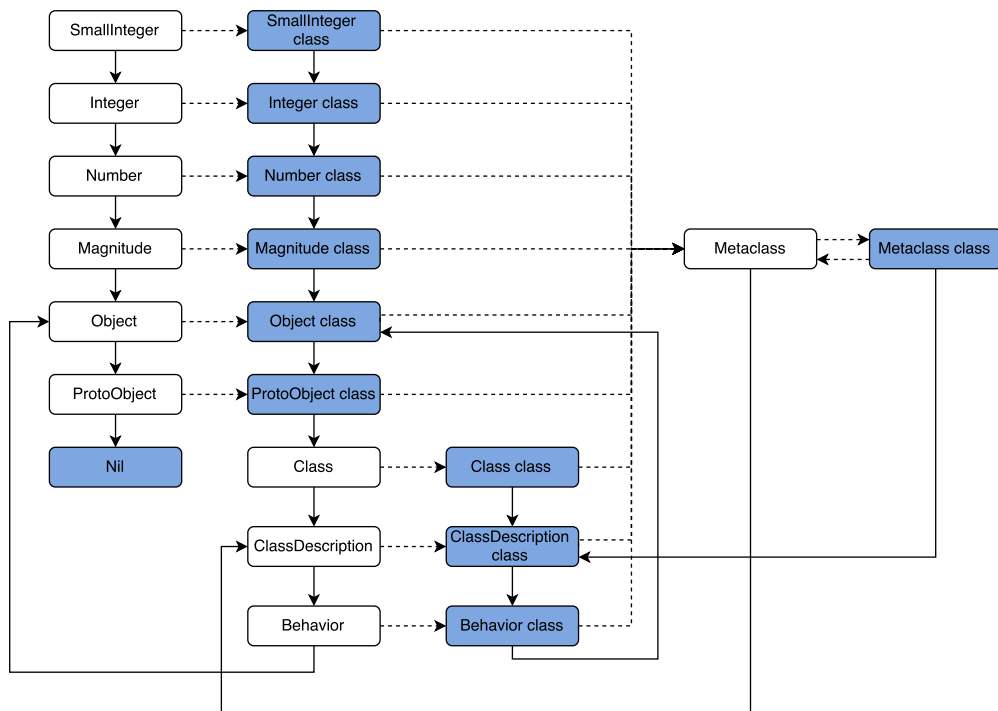 SmallInteger
SmallInteger
class
Integer
Integer class
Number
Number class
Magnitude
Magnitude class
Metaclass
Metaclass class
Object
Object class
ProtoObject
ProtoObject class
Nil
Class
Class class
ClassDescription
ClassDescription
class
Behavior
Behavior class